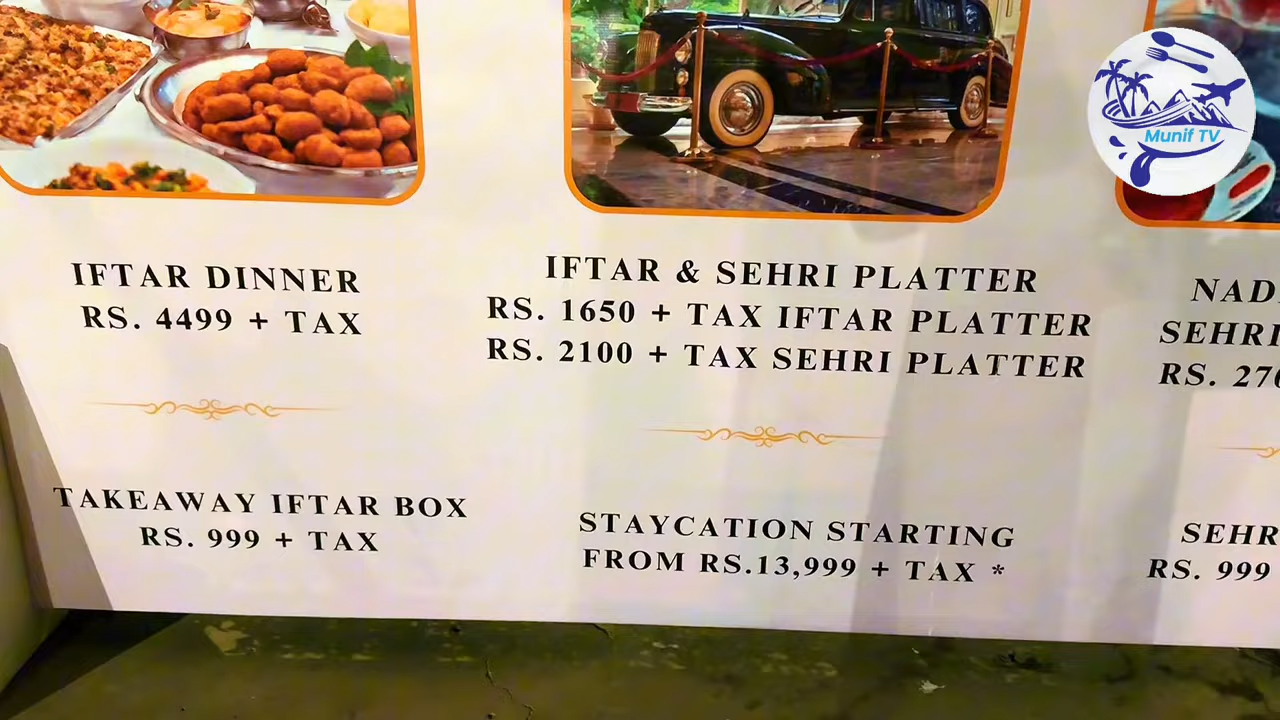 Munif TV
IFTAR DINNER
RS. 4499 + TAX
IFTAR & SEHRI PLATTER
RS. 1650 + TAX IFTAR PLATTER
RS. 2100 + TAX SEHRI PLATTER
NAD
SEHRI
RS. 270
TAKEAWAY IFTAR BOX
RS. 999 + TAX
STAYCATION STARTING
FROM RS.13,999 + TAX *
SEHR
RS. 999